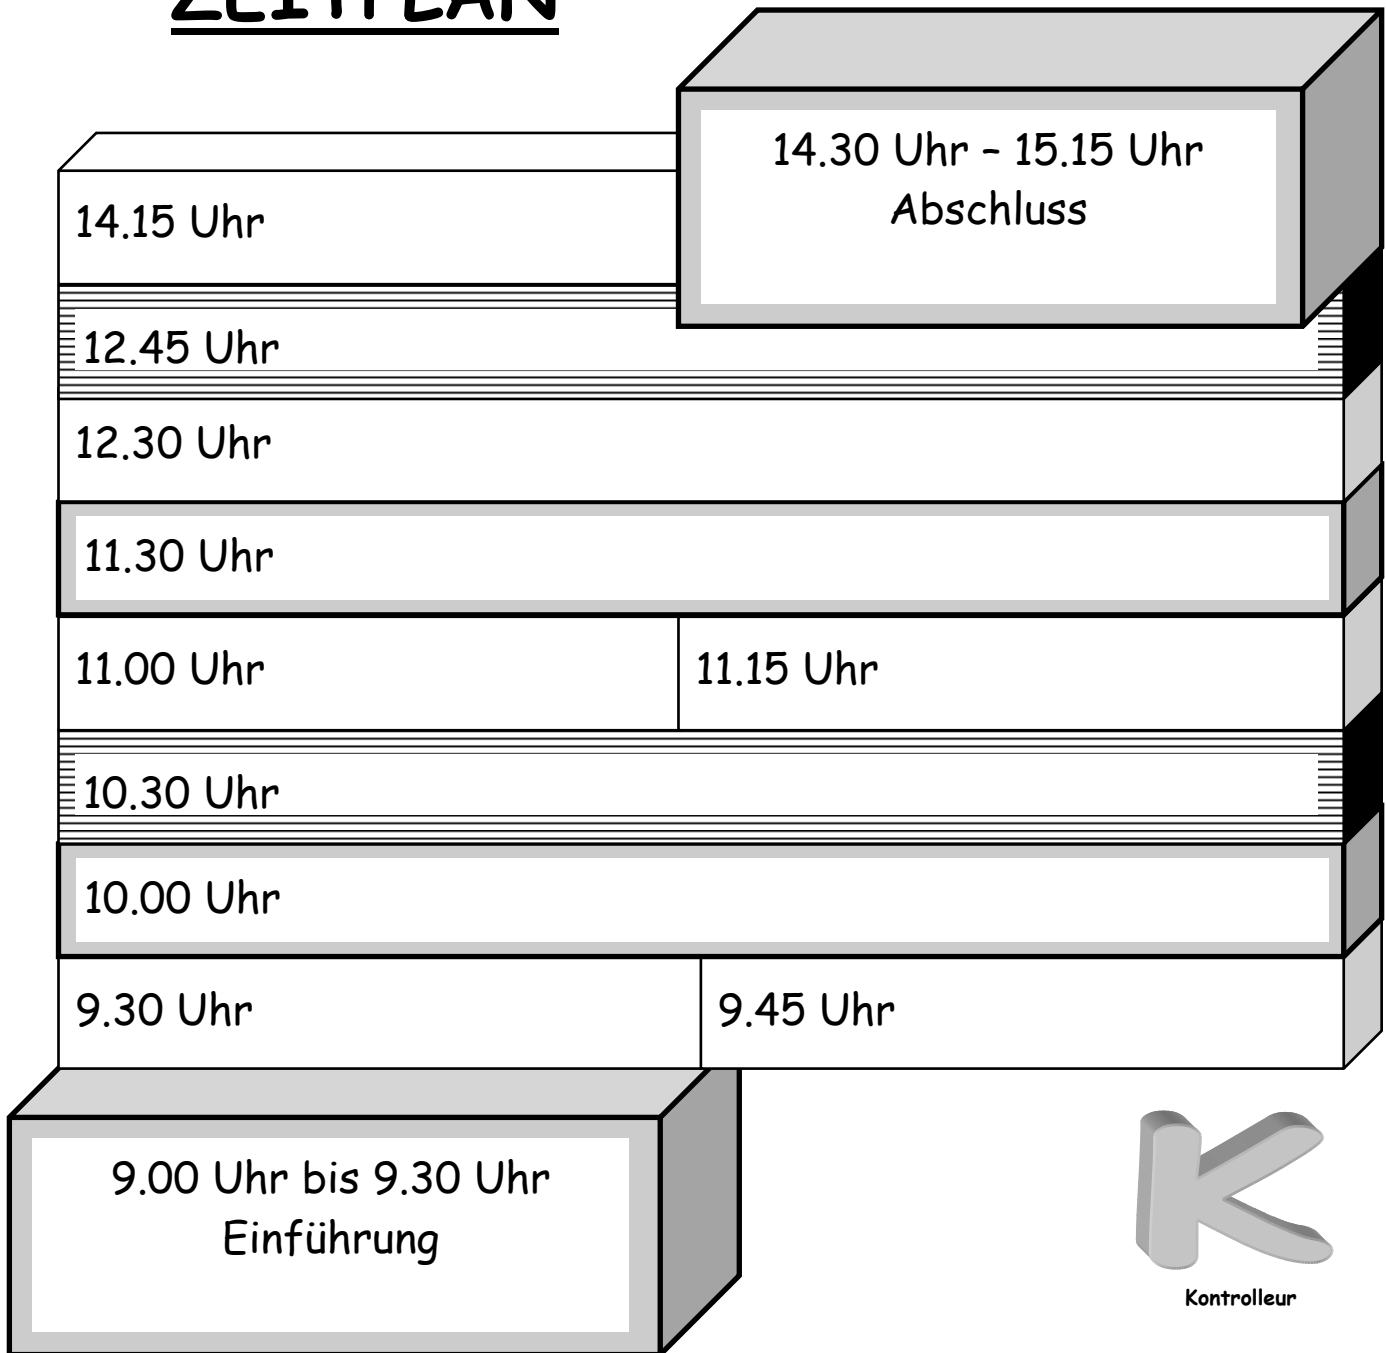 ZEITPLAN
14.30 Uhr – 15.15 Uhr
Abschluss
14.15 Uhr
12.45 Uhr
12.30 Uhr
11.30 Uhr
11.00 Uhr
11.15 Uhr
10.30 Uhr
10.00 Uhr
9.30 Uhr
9.45 Uhr
9.00 Uhr bis 9.30 Uhr
Einführung
K
Kontrolleur